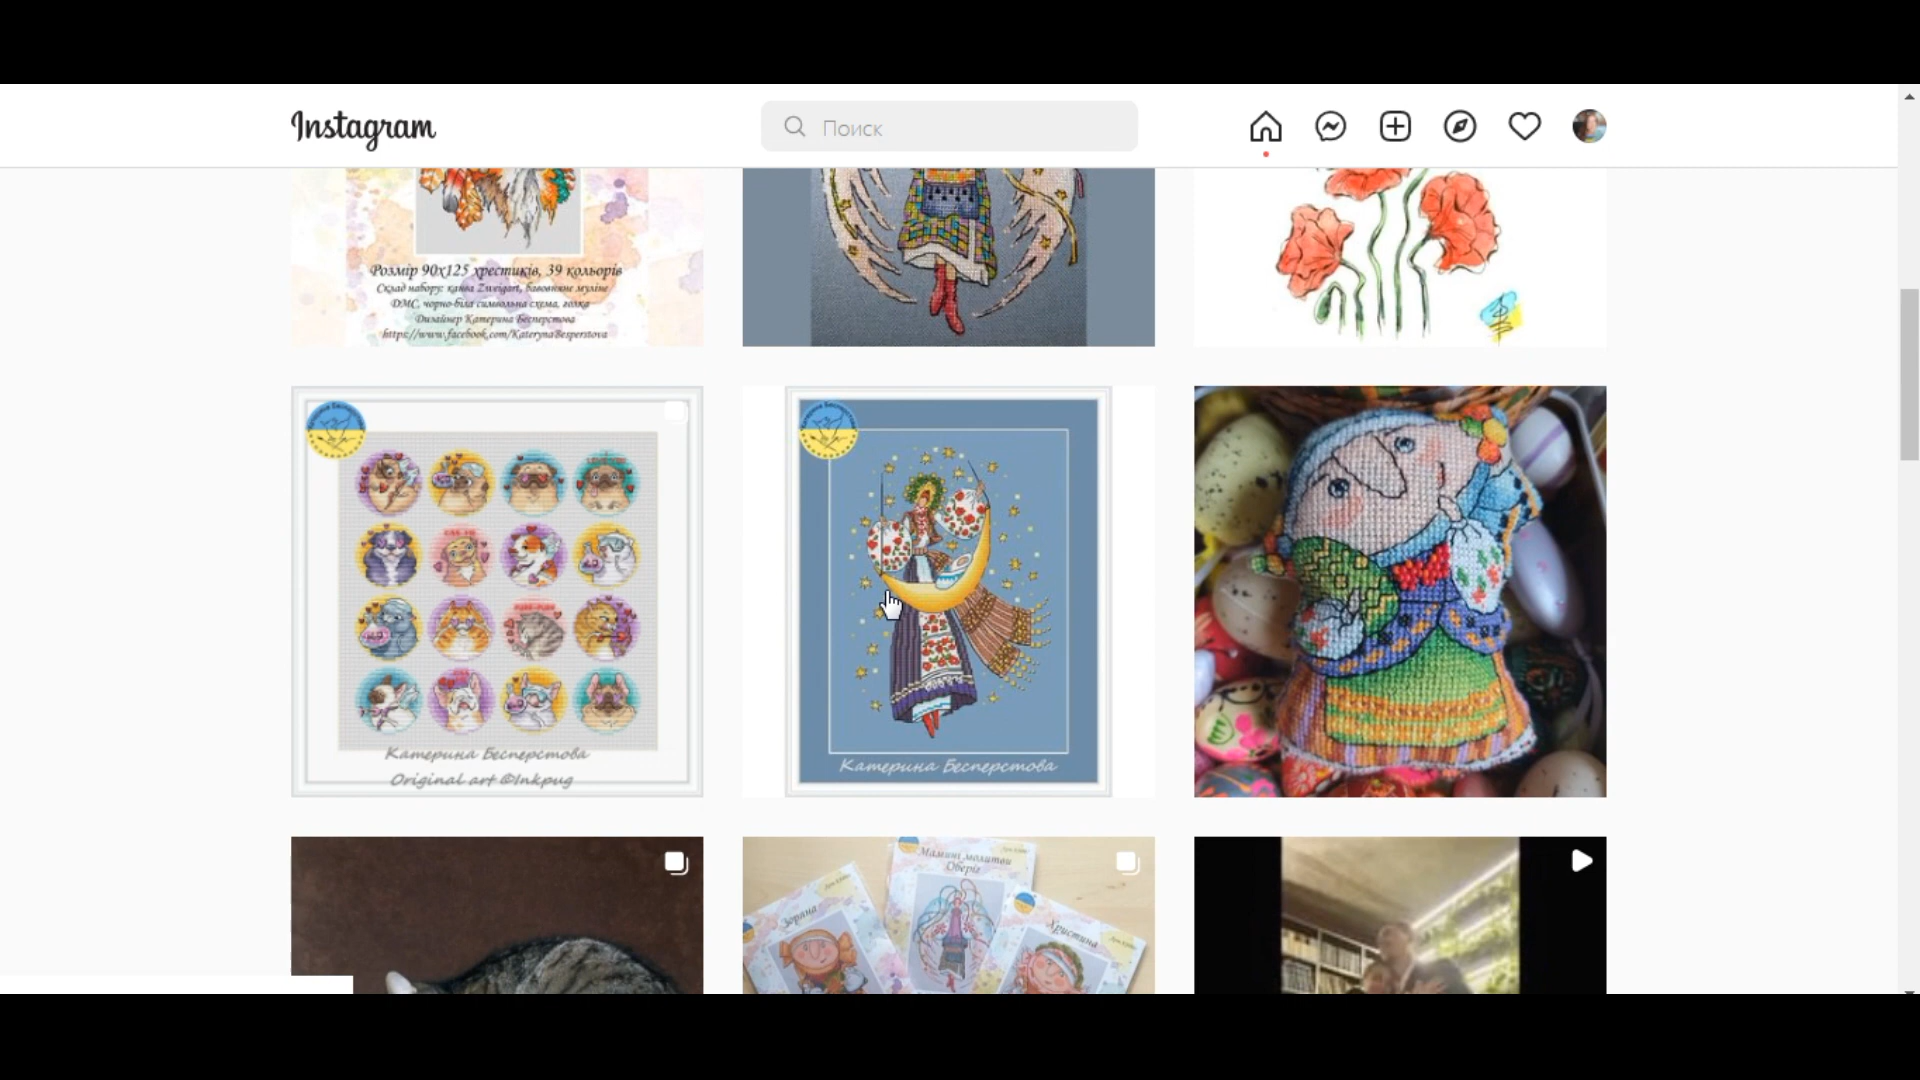 Instagram
Поиск
Розмір 90x125 хрестиків, 39 кольорів
Склад набору: канва Zweigart, бавовняне муліне
DMC, чорно-біла символьна схема, голка
Дизайнер Катерина Бесперстова
https://www.facebook.com/KaterynaBesperstova
Катерина Бесперстова
Original art ©Inkpug
Катерина Бесперстова
Мамині молитви
Оберіг
Зоряна
Христина